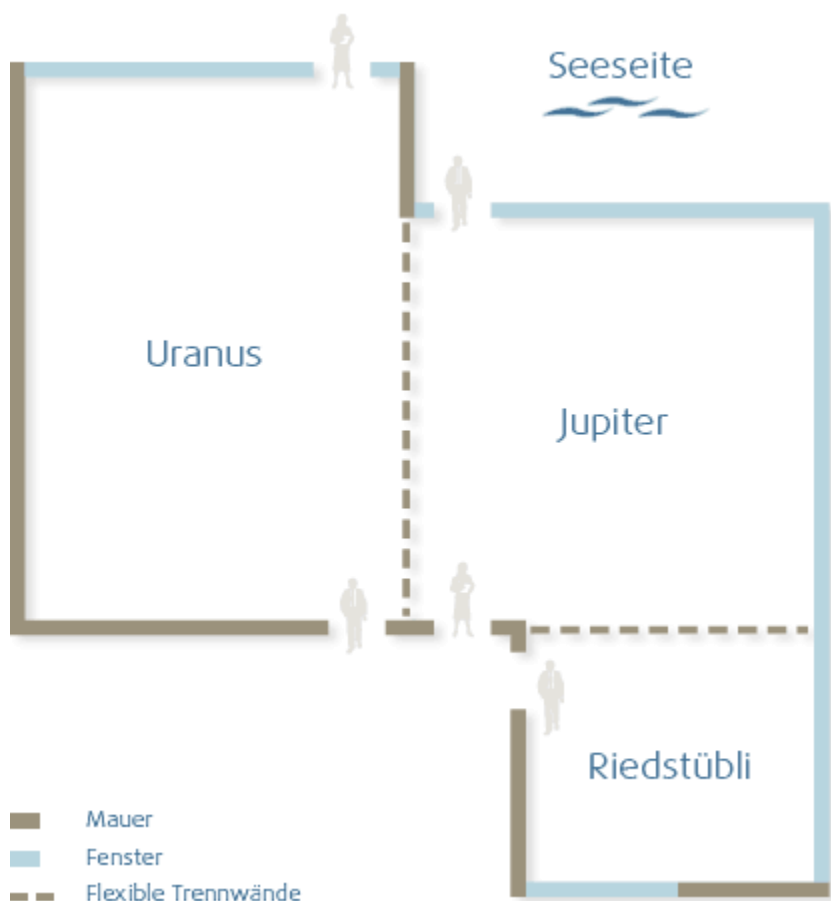 Seeseite
Uranus
Jupiter
Riedstübli
Mauer
Fenster
Flexible Trennwände